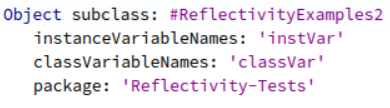 Object subclass: #ReflectivityExamples2
instanceVariableNames: 'instVar'
classVariableNames: 'classVar'
package: 'Reflectivity-Tests'